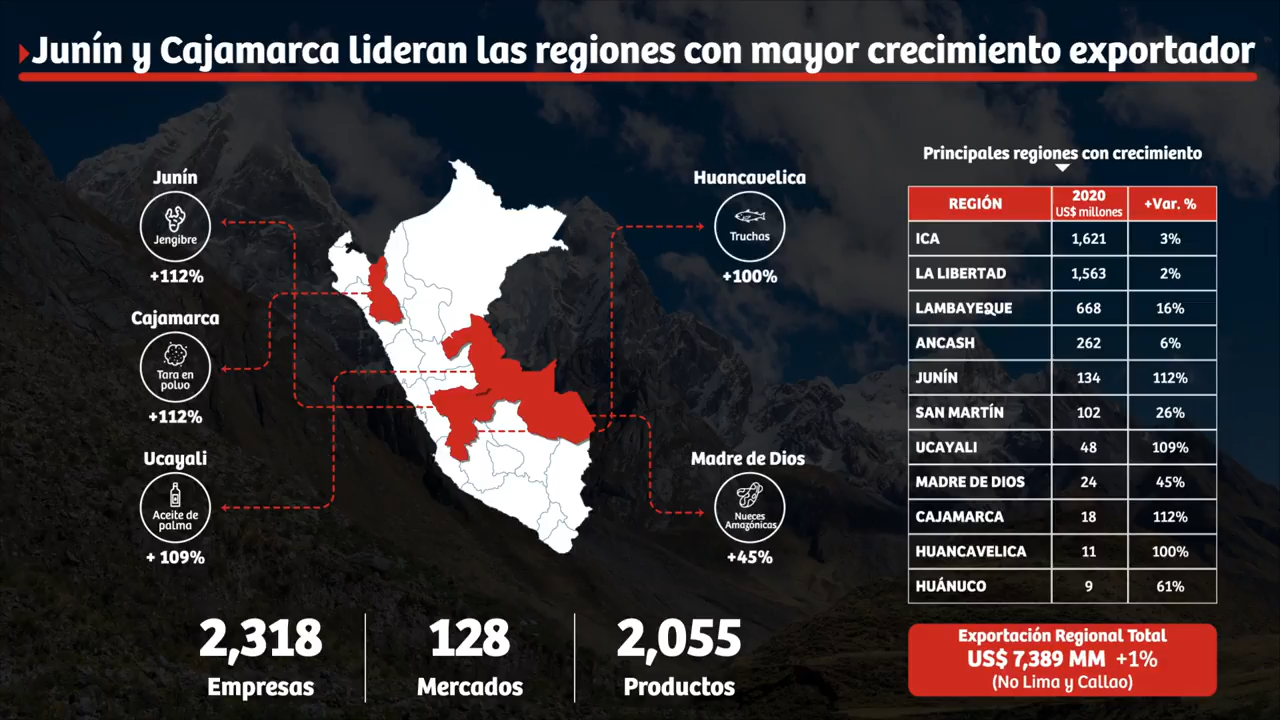 Junín y Cajamarca lideran las regiones con mayor crecimiento exportador
Junín
Jengibre
+112%
Cajamarca
Tara en
polvo
+112%
Ucayali
Aceite de
palma
+ 109%
Huancavelica
Truchas
+100%
Madre de Dios
Nueces
Amazónicas
+45%
Principales regiones con crecimiento
REGIÓN 2020 US$ millones +Var. %
ICA 1,621 3%
LA LIBERTAD 1,563 2%
LAMBAYEQUE 668 16%
ANCASH 262 6%
JUNÍN 134 112%
SAN MARTÍN 102 26%
UCAYALI 48 109%
MADRE DE DIOS 24 45%
CAJAMARCA 18 112%
HUANCAVELICA 11 100%
HUÁNUCO 9 61%
2,318 128 2,055
Empresas Mercados Productos
Exportación Regional Total
US$ 7,389 MM +1%
(No Lima y Callao)